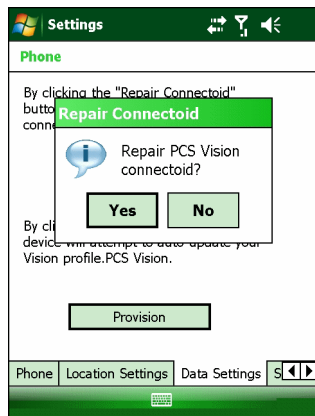 Settings
Phone
By clicking the "Repair Connectoid"
butto
conne
Repair Connectoid
Repair PCS Vision
connectoid?
Yes No
By cli
device will attempt to auto update your
Vision profile.PCS Vision.
Provision
Phone Location Settings Data Settings S